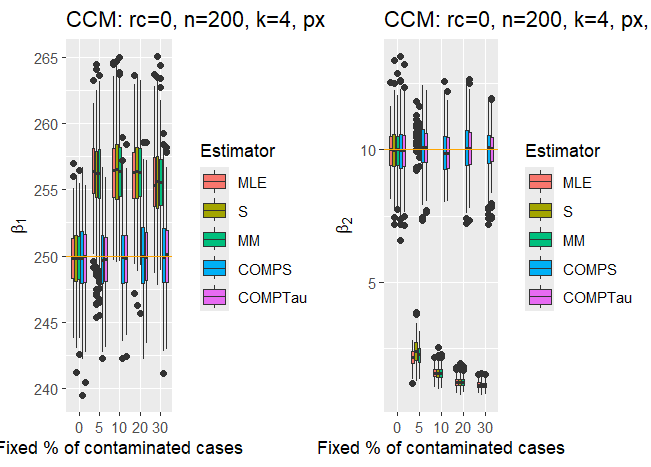 CCM: rc=0, n=200, k=4, px
265
260
255
250
245
240
β1
0 5 10 20 30
Fixed % of contaminated cases
Estimator
MLE
S
MM
COMPS
COMPTau
CCM: rc=0, n=200, k=4, px,
10
5
β2
0 5 10 20 30
Fixed % of contaminated cases
Estimator
MLE
S
MM
COMPS
COMPTau